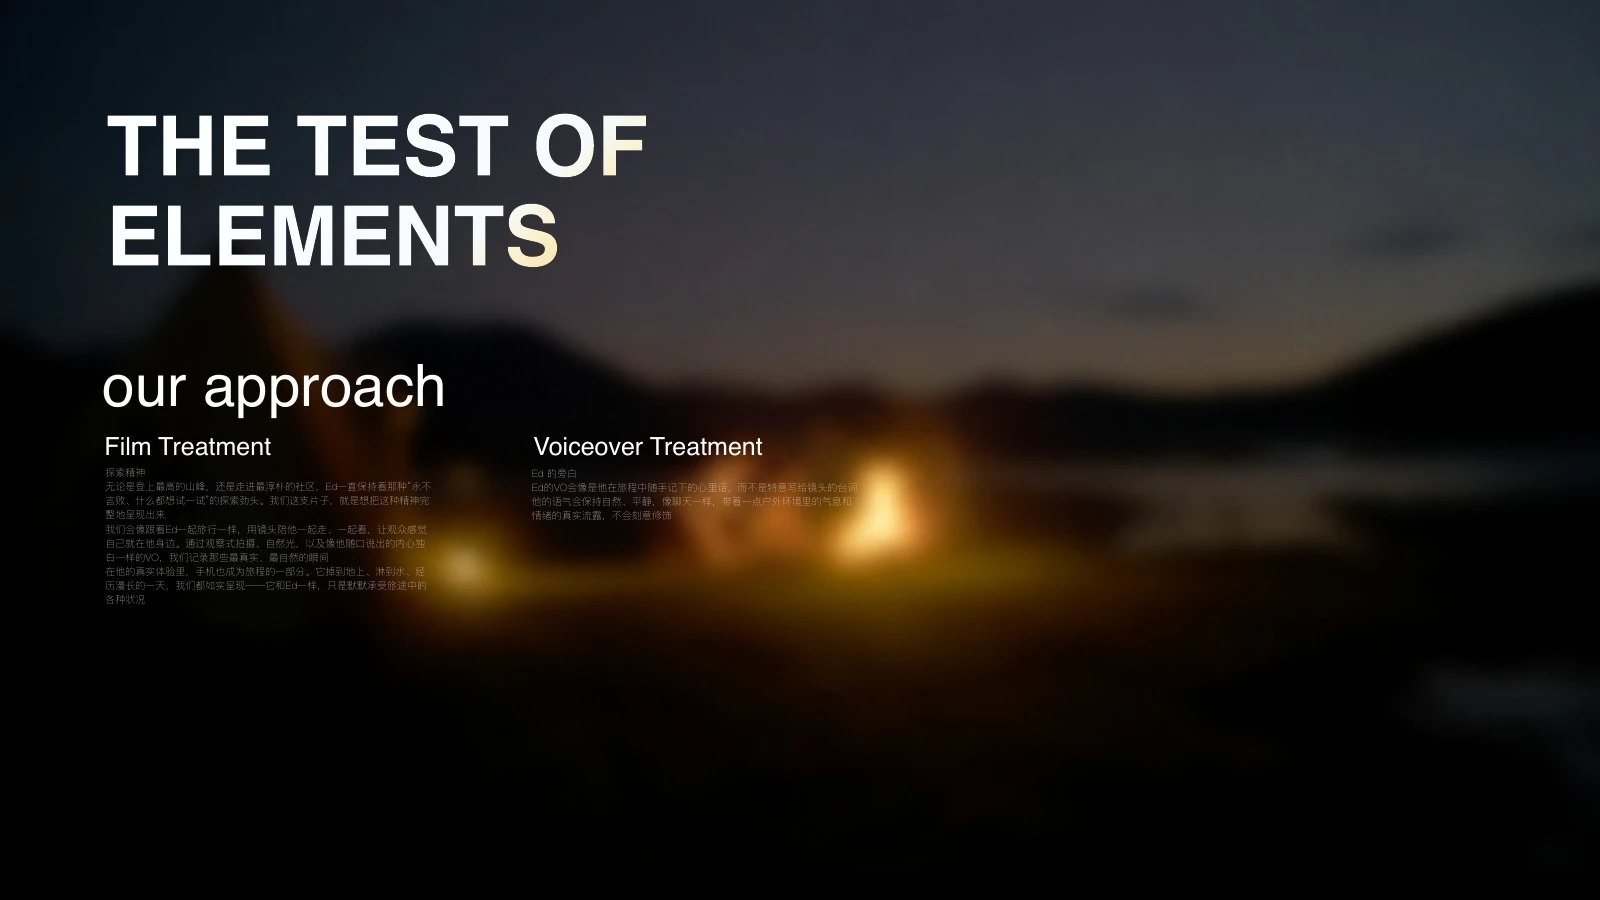 THE TEST OF
ELEMENTS
our approach
Film Treatment
探索精神
无论是登上最高的山峰，还是走进最淳朴的社区，Ed一直保持着那种“永不
言败、什么都想试一试”的探索劲头。我们这支片子，就是想把这种精神完
整地呈现出来
我们会像跟着Ed一起旅行一样，用镜头陪他一起走、一起看，让观众感觉
自己就在他身边。通过观察式拍摄、自然光，以及像他随口说出的内心独
白一样的VO，我们记录那些最真实、最自然的瞬间
在他的真实体验里，手机也成为旅程的一部分。它掉到地上、淋到水、经
历漫长的一天，我们都如实呈现——它和Ed一样，只是默默承受旅途中的
各种状况
Voiceover Treatment
Ed 的旁白
Ed的VO会像是他在旅程中随手记下的心里话，而不是特意写给镜头的台词
他的语气会保持自然、平静，像聊天一样，带着一点户外环境里的气息和
情绪的真实流露，不会刻意修饰